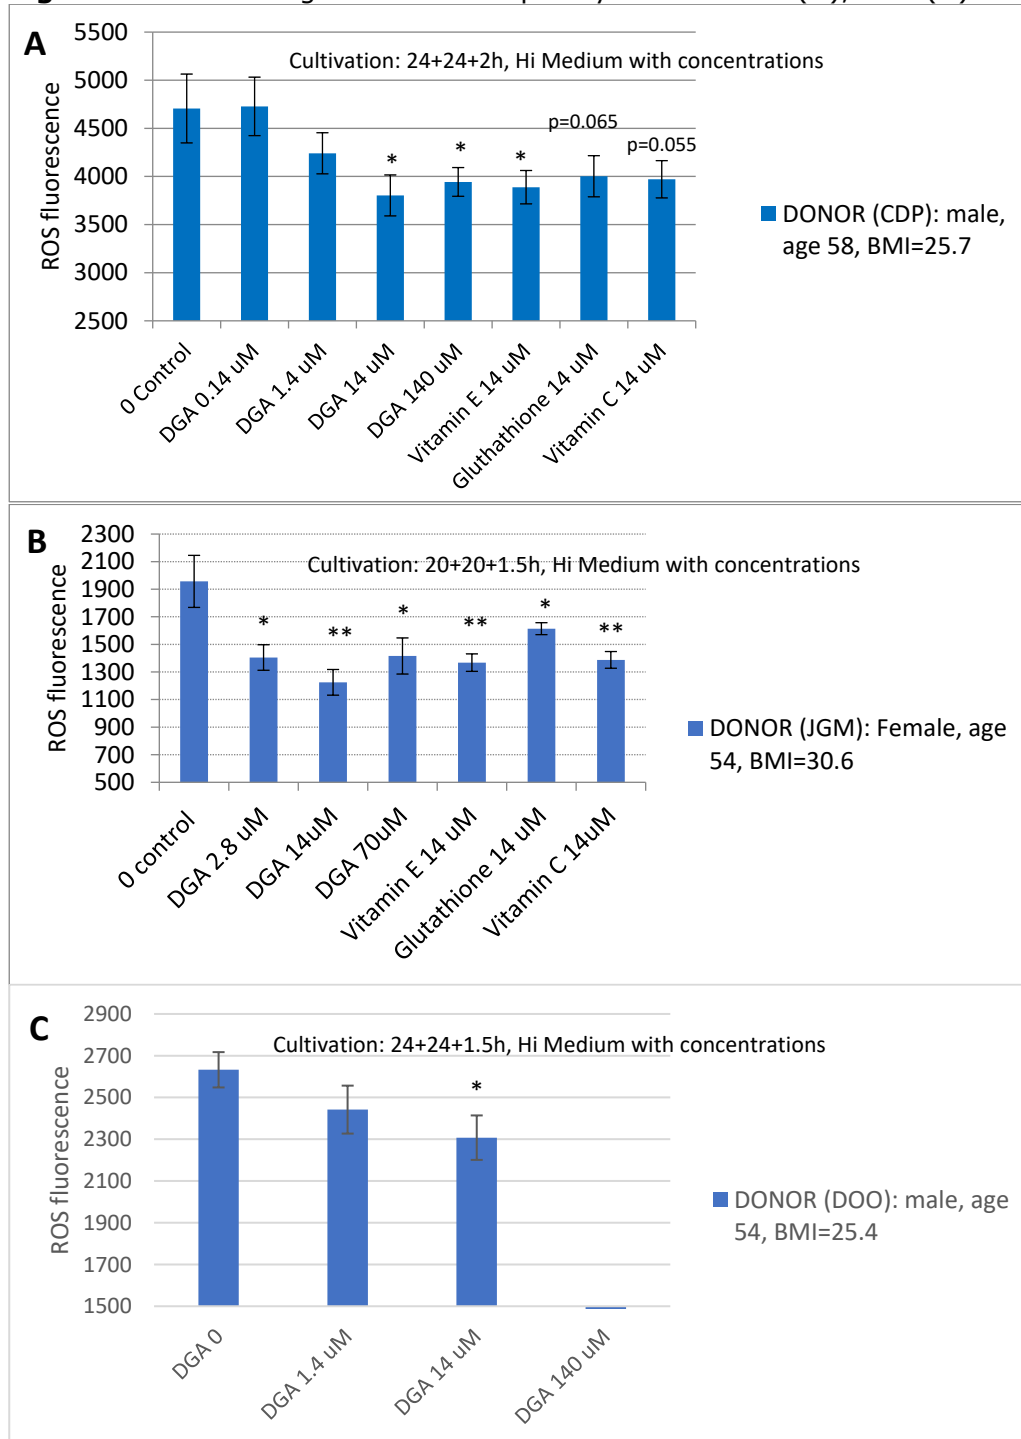 A
5500
5000
4500
4000
3500
3000
2500
ROS fluorescence
Cultivation: 24+24+2h, Hi Medium with concentrations
*
*
*
p=0.065
p=0.055
0 Control
DGA 0.14 uM
DGA 1.4 uM
DGA 14 uM
DGA 140 uM
Vitamin E 14 uM
Gluthathione 14 uM
Vitamin C 14 uM
DONOR (CDP): male,
age 58, BMI=25.7
B
2300
2100
1900
1700
1500
1300
1100
900
700
500
ROS fluorescence
Cultivation: 20+20+1.5h, Hi Medium with concentrations
*
**
*
**
*
**
0 control
DGA 2.8 uM
DGA 14uM
DGA 70uM
Vitamin E 14 uM
Glutathione 14 uM
Vitamin C 14uM
DONOR (JGM): Female, age
54, BMI=30.6
C
2900
2700
2500
2300
2100
1900
1700
1500
ROS fluorescence
Cultivation: 24+24+1.5h, Hi Medium with concentrations
*
DGA 0
DGA 1.4 uM
DGA 14 uM
DGA 140 uM
DONOR (DOO): male, age
54, BMI=25.4